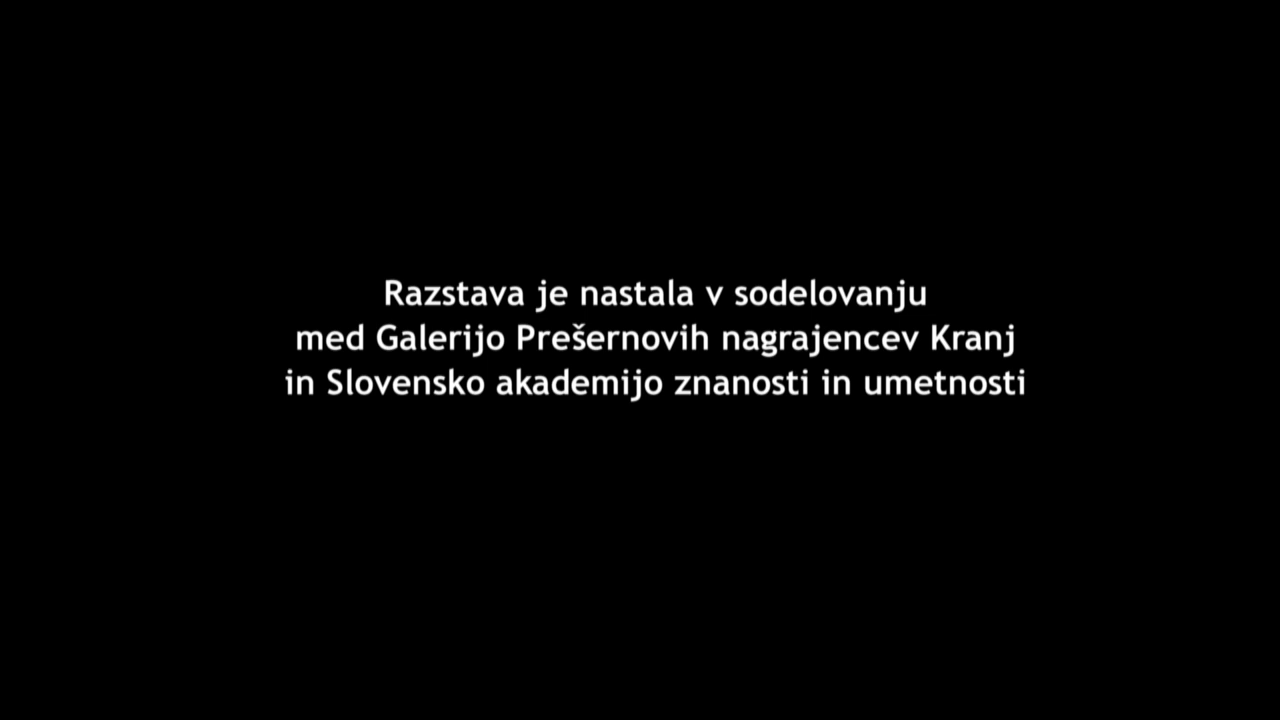 Razstava je nastala v sodelovanju
med Galerijo Prešernovih nagrajencev Kranj
in Slovensko akademijo znanosti in umetnosti